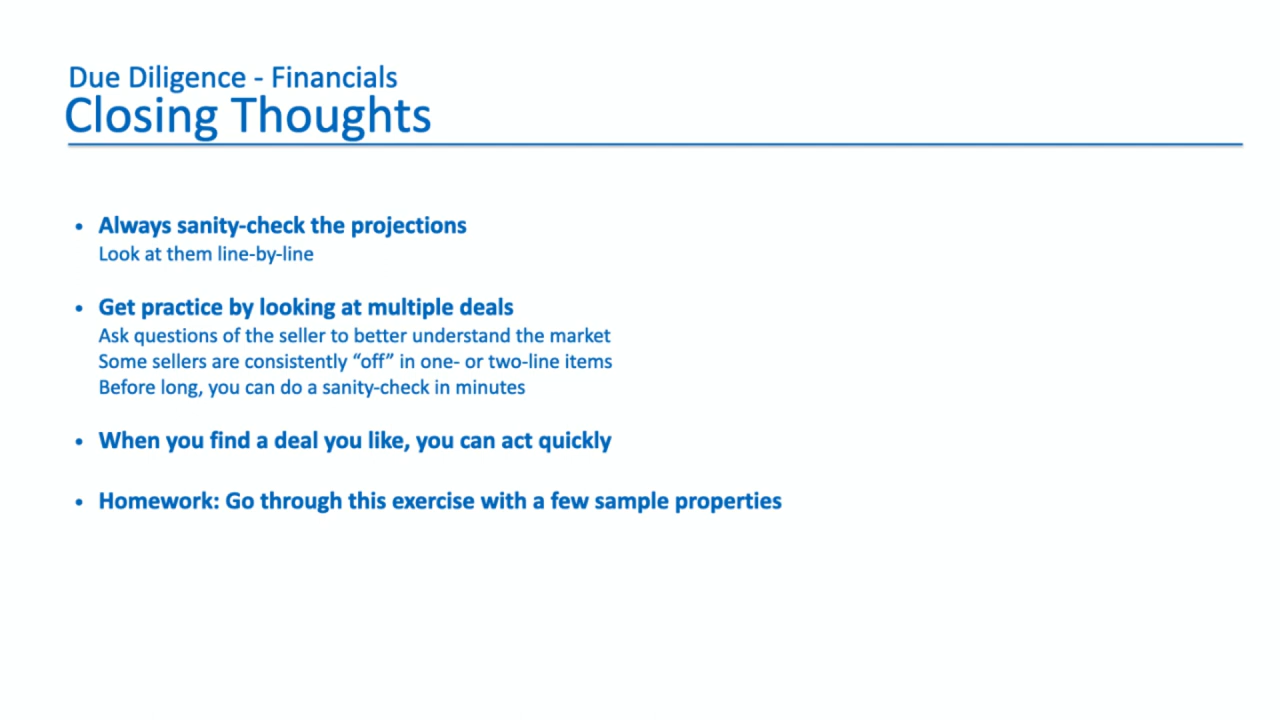 Due Diligence - Financials
Closing Thoughts
• Always sanity-check the projections
Look at them line-by-line
• Get practice by looking at multiple deals
Ask questions of the seller to better understand the market
Some sellers are consistently “off” in one- or two-line items
Before long, you can do a sanity-check in minutes
• When you find a deal you like, you can act quickly
• Homework: Go through this exercise with a few sample properties